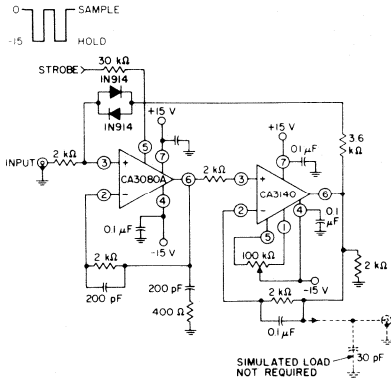 0
SAMPLE
-15
HOLD
STROBE
30 kΩ
1N914
1N914
+15 V
+15 V
0.1 µF
3.6
kΩ
INPUT
2 kΩ
3
+
5
7
CA3080A
6
2
-
4
2 kΩ
3
+
7
CA3140
6
2
-
5
1
4
0.1
µF
0.1 µF
-15 V
100 kΩ
-15 V
2 kΩ
2 kΩ
200 pF
200 pF
400 Ω
2 kΩ
0.1 µF
SIMULATED LOAD
NOT REQUIRED
30 pF